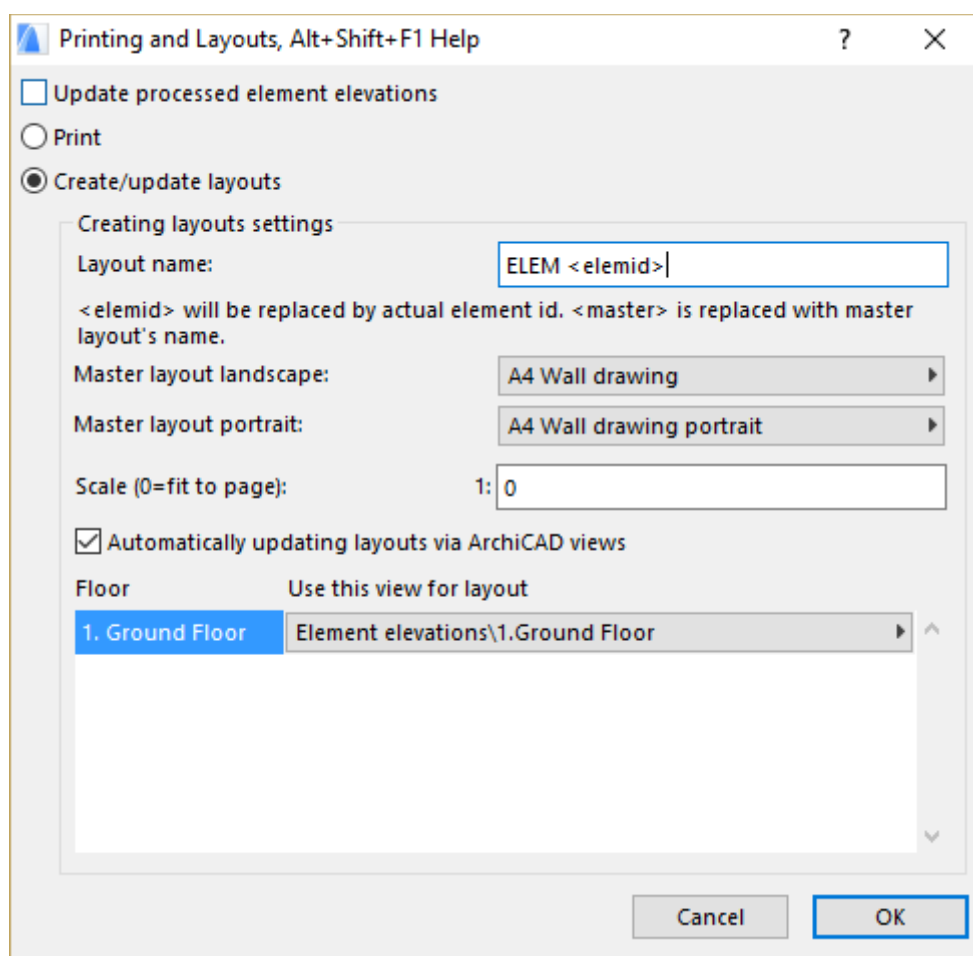 Printing and Layouts, Alt+Shift+F1 Help
?
Update processed element elevations
Print
Create/update layouts
Creating layouts settings
Layout name: ELEM <elemid>
<elemid> will be replaced by actual element id. <master> is replaced with master
layout's name.
Master layout landscape: A4 Wall drawing
Master layout portrait: A4 Wall drawing portrait
Scale (0=fit to page): 1: 0
Automatically updating layouts via ArchiCAD views
Floor Use this view for layout
1. Ground Floor Element elevations\1.Ground Floor
Cancel OK